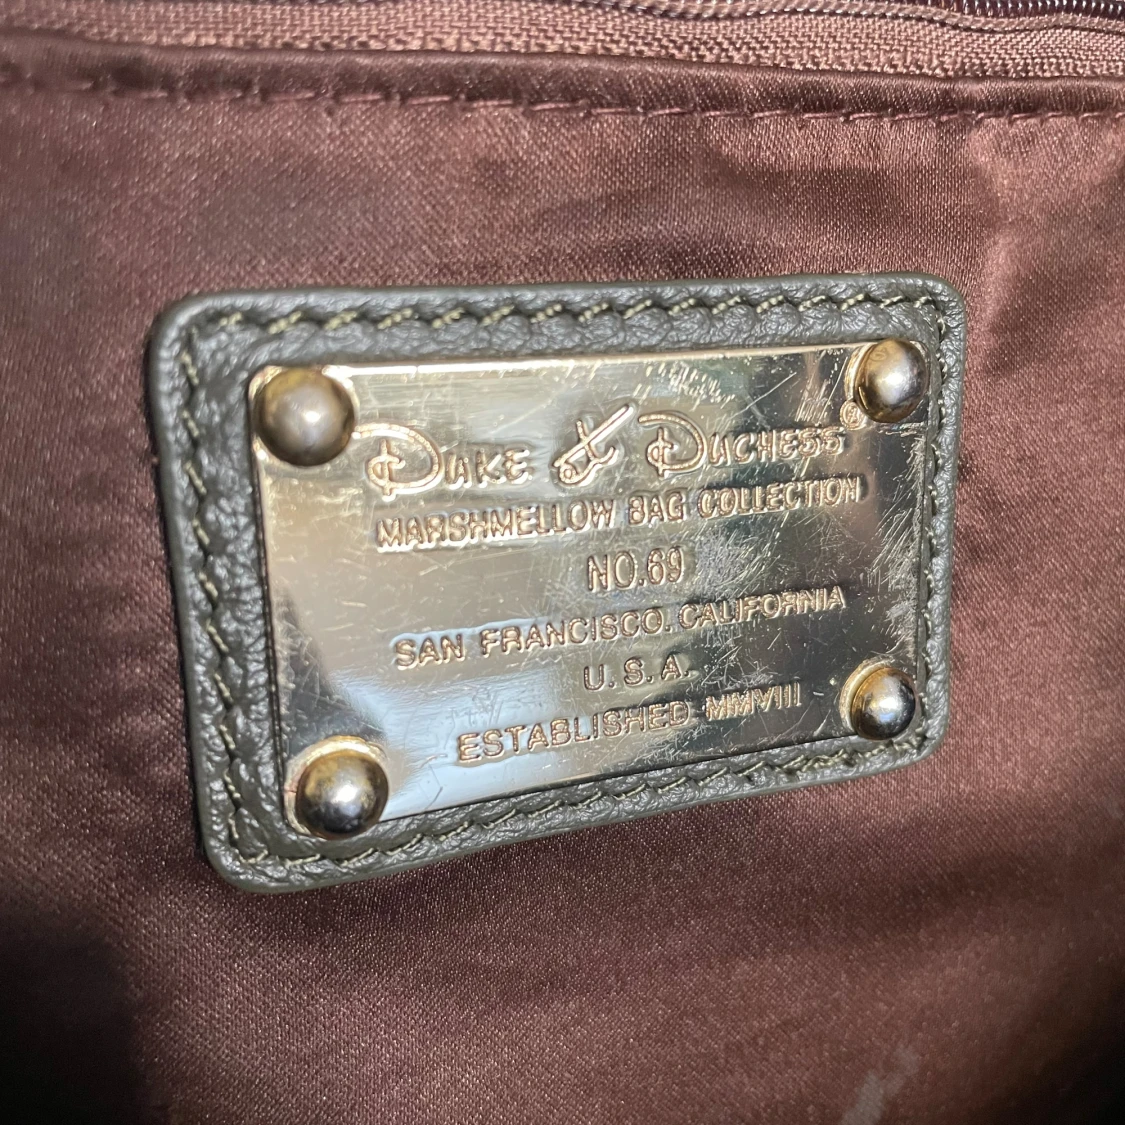 DUKE & DUCHESS®
MARSHMELLOW BAG COLLECTION
NO.69
SAN FRANCISCO. CALIFORNIA
U.S.A.
ESTABLISHED MMVIII